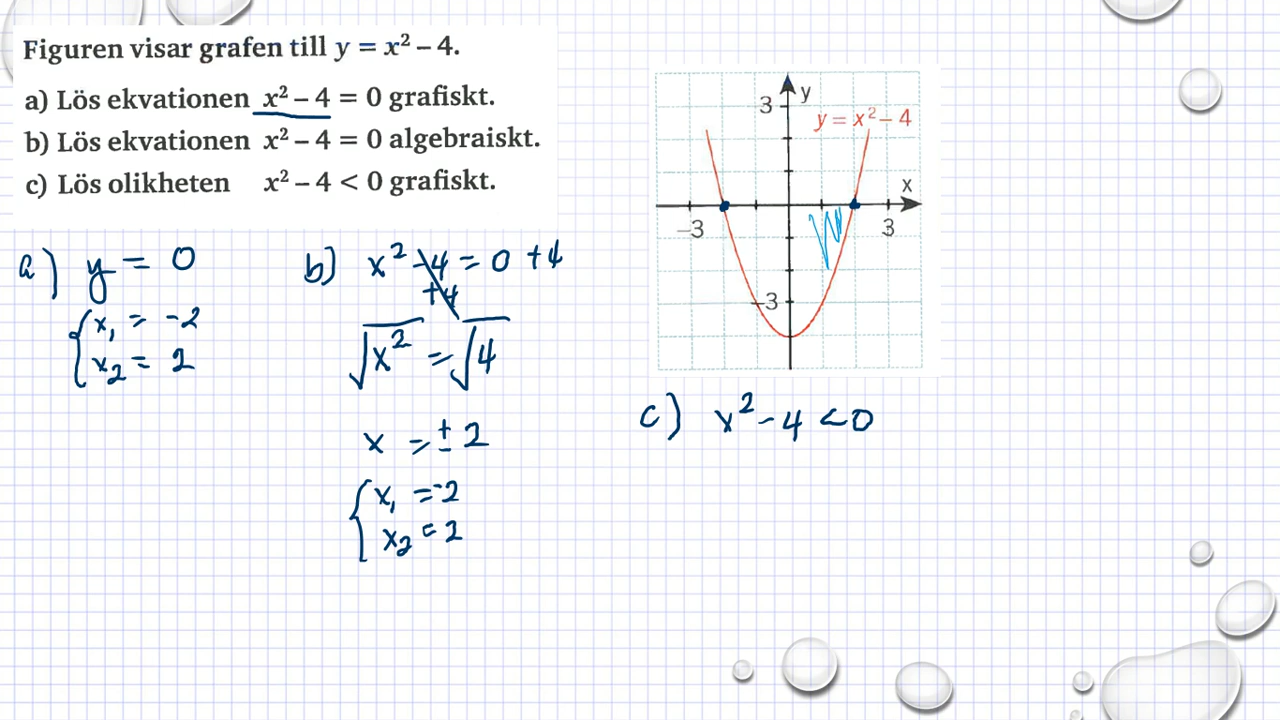 Figuren visar grafen till y = x² – 4.
a) Lös ekvationen x² – 4 = 0 grafiskt.
b) Lös ekvationen x² – 4 = 0 algebraiskt.
c) Lös olikheten x² – 4 < 0 grafiskt.
a) y = 0
x₁ = -2
x₂ = 2
b) x² -4 = 0 +4
+4
√x² = √4
x = ± 2
x₁ = -2
x₂ = 2
y
3
y = x² – 4
x
–3
3
–3
c) x² - 4 < 0